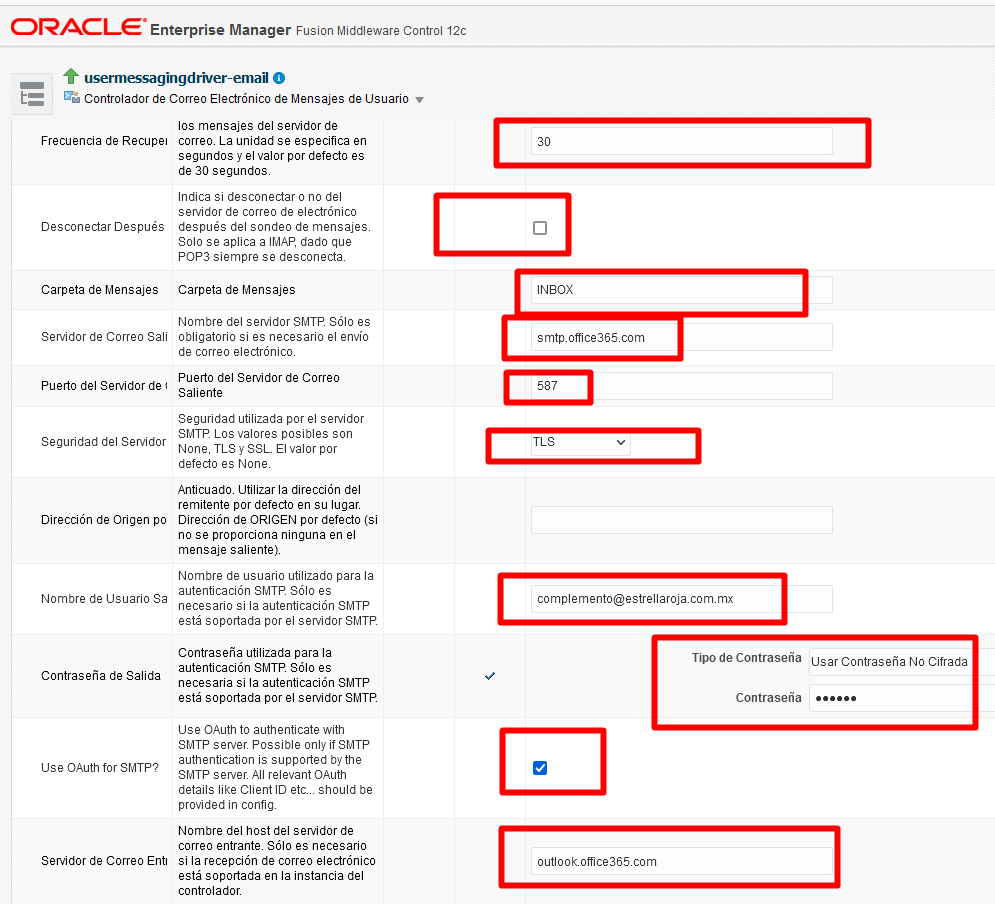 ORACLE Enterprise Manager Fusion Middleware Control 12c
usermessagingdriver-email
Controlador de Correo Electrónico de Mensajes de Usuario
Frecuencia de Recuper
los mensajes del servidor de
correo. La unidad se especifica en
segundos y el valor por defecto es
de 30 segundos.
30
Desconectar Después
Indica si desconectar o no del
servidor de correo de electrónico
después del sondeo de mensajes.
Solo se aplica a IMAP, dado que
POP3 siempre se desconecta.
Carpeta de Mensajes
Carpeta de Mensajes
INBOX
Servidor de Correo Sali
Nombre del servidor SMTP. Sólo es
obligatorio si es necesario el envío
de correo electrónico.
smtp.office365.com
Puerto del Servidor de
Puerto del Servidor de Correo
Saliente
587
Seguridad del Servidor
Seguridad utilizada por el servidor
SMTP. Los valores posibles son
None, TLS y SSL. El valor por
defecto es None.
TLS
Dirección de Origen po
Anticuado. Utilizar la dirección del
remitente por defecto en su lugar.
Dirección de ORIGEN por defecto (si
no se proporciona ninguna en el
mensaje saliente).
Nombre de Usuario Sa
Nombre de usuario utilizado para la
autenticación SMTP. Sólo es
necesario si la autenticación SMTP
está soportada por el servidor SMTP.
complemento@estrellaroja.com.mx
Contraseña de Salida
Contraseña utilizada para la
autenticación SMTP. Sólo es
necesaria si la autenticación SMTP
está soportada por el servidor SMTP.
Tipo de Contraseña
Usar Contraseña No Cifrada
Contraseña
••••••
Use OAuth for SMTP?
Use OAuth to authenticate with
SMTP server. Possible only if SMTP
authentication is supported by the
SMTP server. All relevant OAuth
details like Client ID etc... should be
provided in config.
Servidor de Correo Ent
Nombre del host del servidor de
correo entrante. Sólo es necesario
si la recepción de correo electrónico
está soportada en la instancia del
controlador.
outlook.office365.com